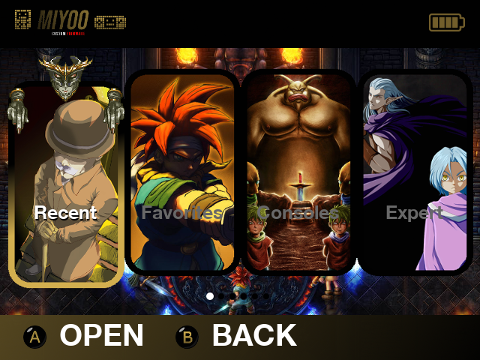 MIYOO
Recent
Favorites
Consoles
Expert
A OPEN B BACK